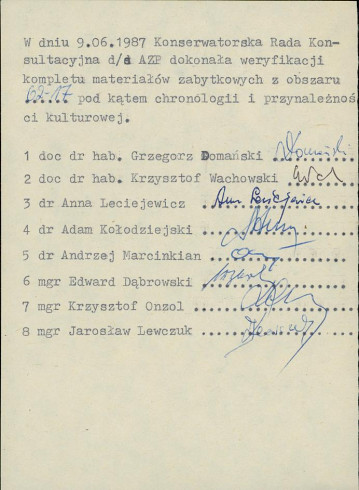 W dniu 9.06.1987 Konserwatorska Rada Kon-
sultacyjna d/d AZP dokonała weryfikacji
kompletu materiałów zabytkowych z obszaru
62-17 pod kątem chronologii i przynależnoś
ci kulturowej.
1 doc dr hab. Grzegorz Domański
2 doc dr hab. Krzysztof Wachowski
3 dr Anna Leciejewicz
4 dr Adam Kołodziejski
5 dr Andrzej Marcinkian
6 mgr Edward Dąbrowski
7 mgr Krzysztof Onzol
8 mgr Jarosław Lewczuk